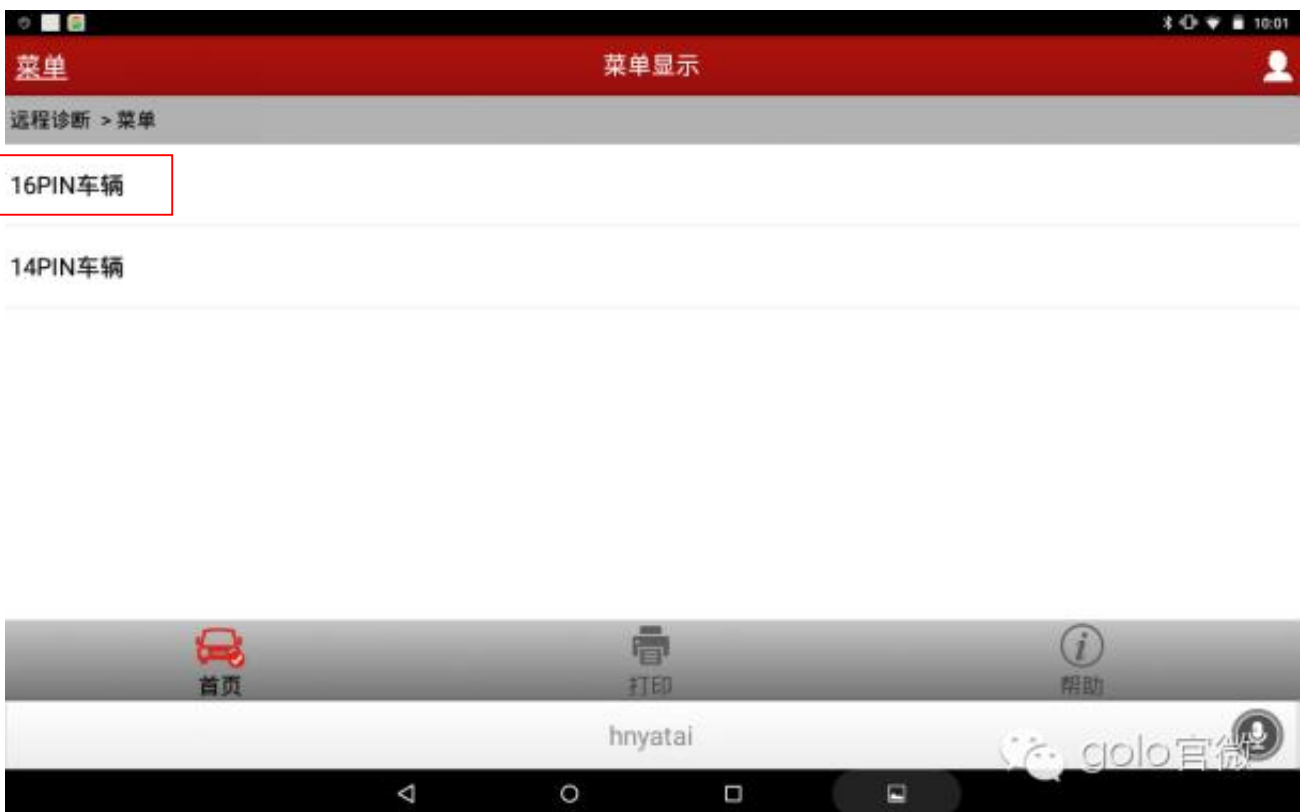 10:01
菜单
菜单显示
远程诊断 > 菜单
16PIN车辆
14PIN车辆
首页
打印
帮助
hnyatai
golo官微